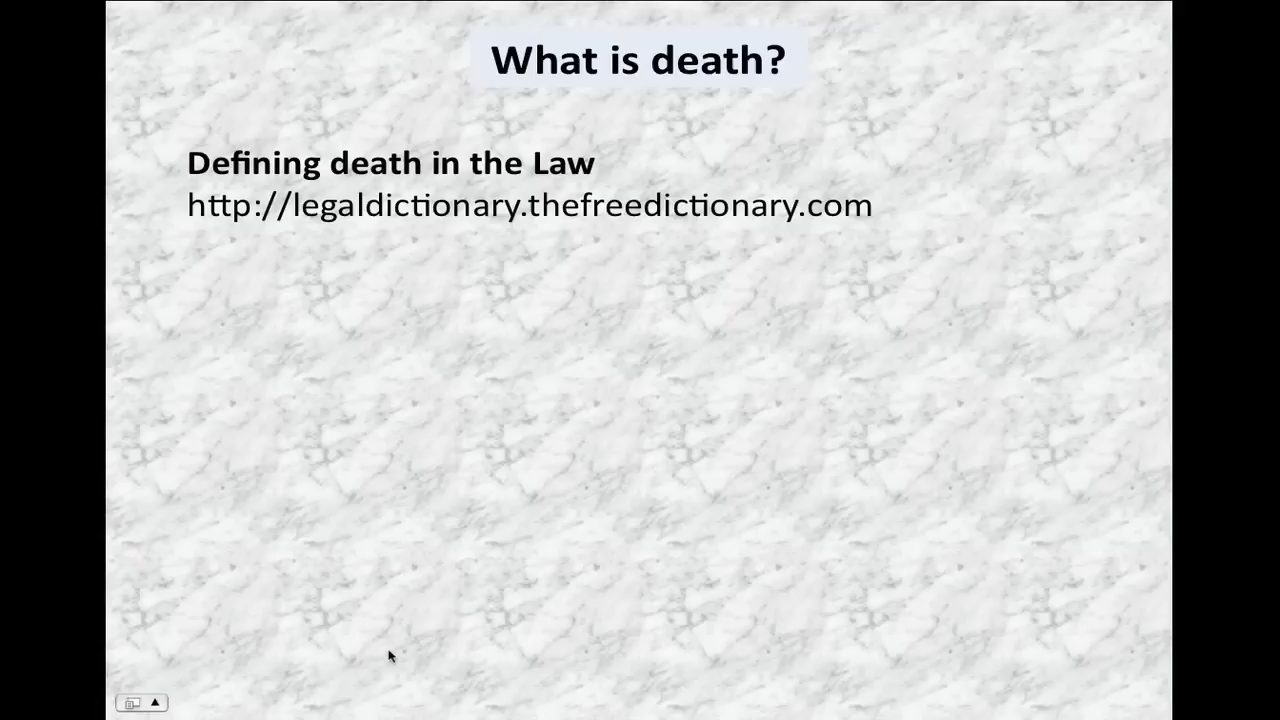 What is death?
Defining death in the Law
http://legaldictionary.thefreedictionary.com